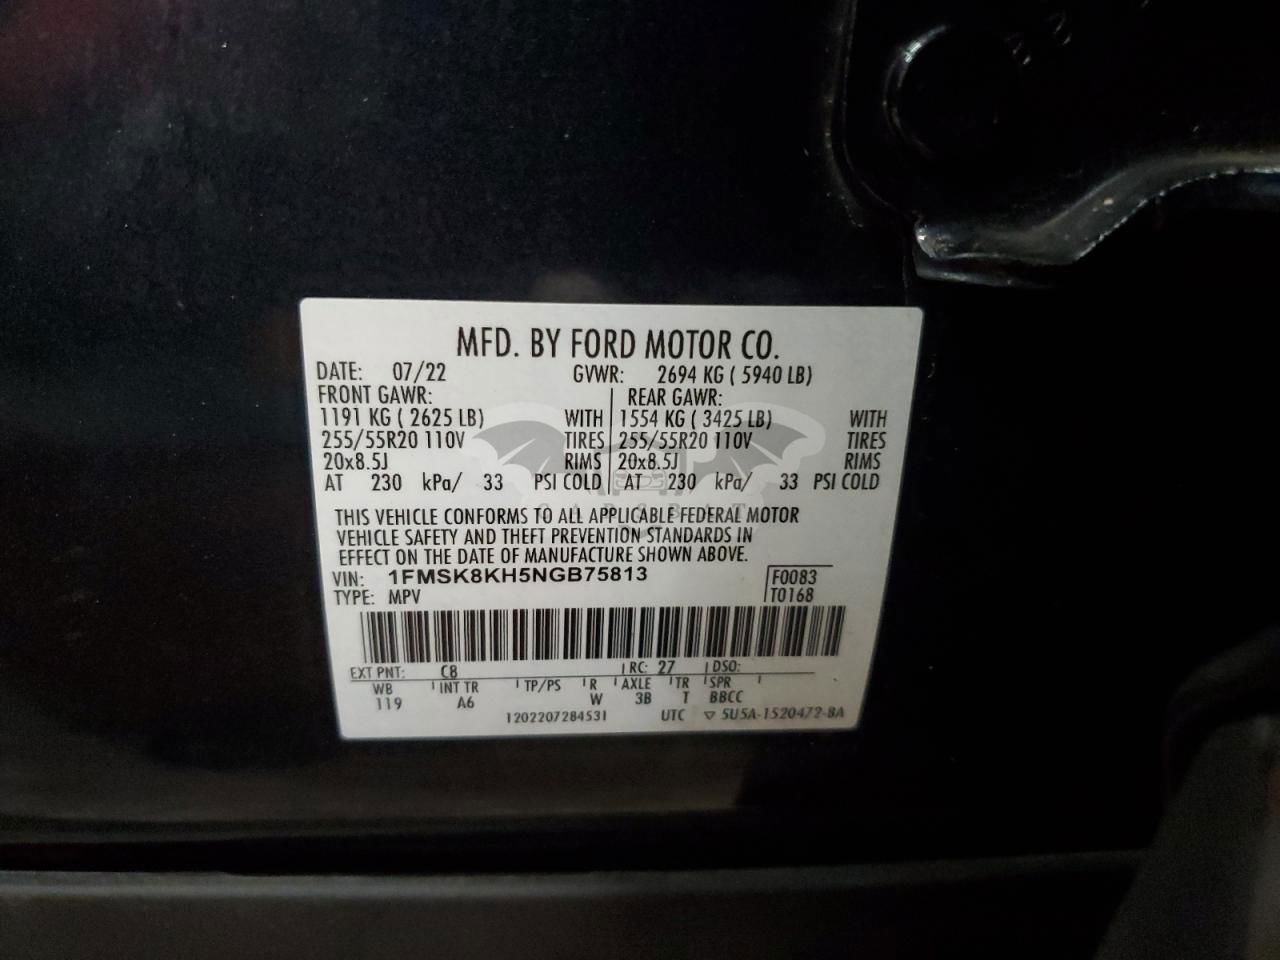 MFD. BY FORD MOTOR CO.
DATE: 07/22 GVWR: 2694 KG ( 5940 LB)
FRONT GAWR: REAR GAWR:
1191 KG ( 2625 LB) WITH 1554 KG ( 3425 LB) WITH
255/55R20 110V TIRES 255/55R20 110V TIRES
20x8.5J RIMS 20x8.5J RIMS
AT 230 kPa/ 33 PSI COLD AT 230 kPa/ 33 PSI COLD
CARSBAT
THIS VEHICLE CONFORMS TO ALL APPLICABLE FEDERAL MOTOR
VEHICLE SAFETY AND THEFT PREVENTION STANDARDS IN
EFFECT ON THE DATE OF MANUFACTURE SHOWN ABOVE.
VIN: 1FMSK8KH5NGB75813 F0083
TYPE: MPV T0168
EXT PNT: C8 RC: 27 DSO:
WB INT TR TP/PS R AXLE TR SPR
119 A6 W 3B T BBCC
1202207284531 UTC ▽ 5U5A-1520472-BA